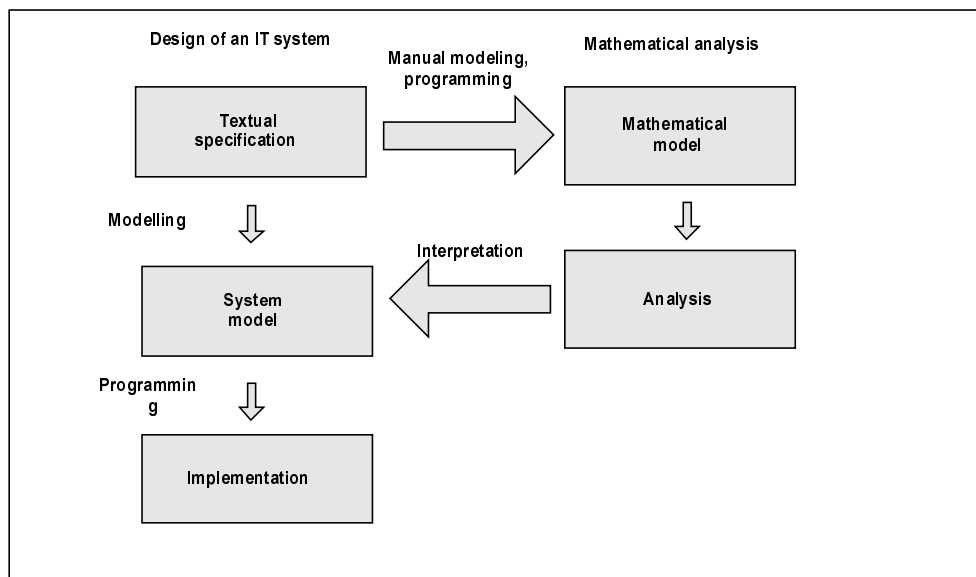 Design of an IT system
Mathematical analysis
Manual modeling,
programming
Textual
specification
Mathematical
model
Modelling
Interpretation
System
model
Analysis
Programmin
g
Implementation